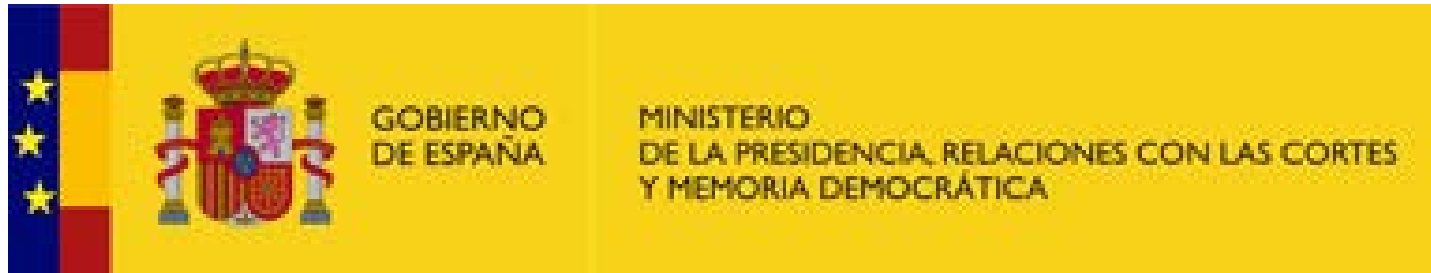 GOBIERNO
DE ESPAÑA
MINISTERIO
DE LA PRESIDENCIA, RELACIONES CON LAS CORTES
Y MEMORIA DEMOCRÁTICA